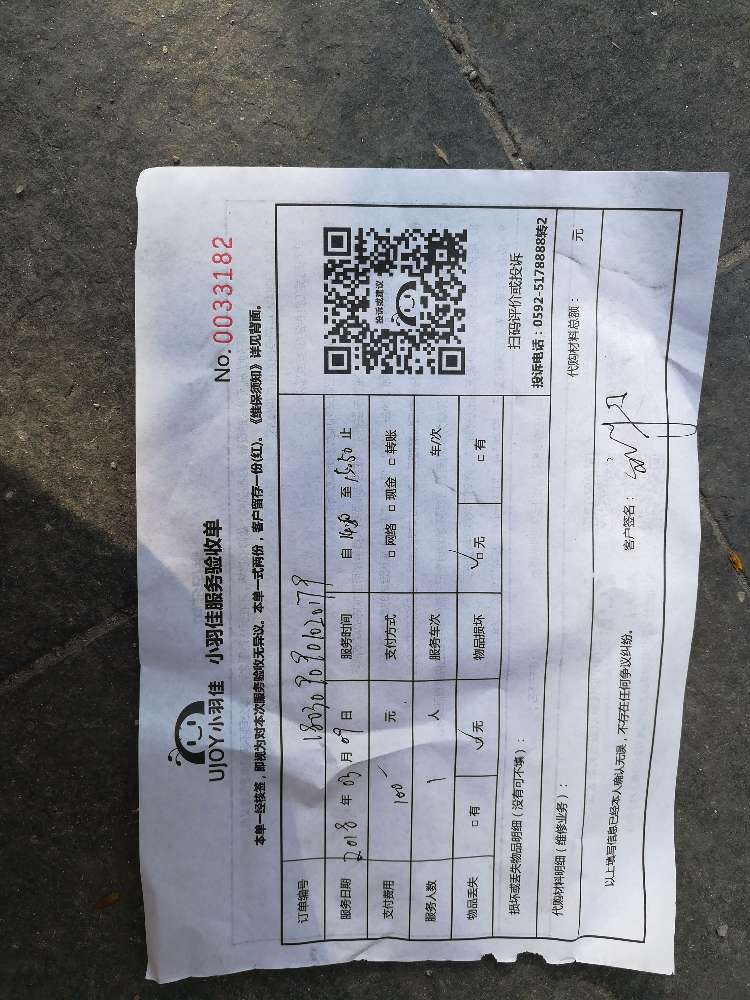 UJOY小羽佳 小羽佳服务验收单
No. 0033182
本单一经核签，即视为对本次服务验收无异议。本单一式两份，客户留存一份(红)。《维保须知》详见背面。
订单编号
服务日期 2018 年 03 月 09 日 服务时间 自 至 15:50 止
支付费用 100 元 支付方式 □ 网络 □ 现金 □ 转账
服务人数 1 人 服务车次 车/次
物品丢失 □ 有 ☑ 无 物品损坏 ☑ 无 □ 有
投诉或建议
扫码评价或投诉
投诉电话：0592-5178888转2
损坏或丢失物品明细（没有可不填）：
代购材料明细（维修业务）： 代购材料总额： 元
以上填写信息已经本人确认无误，不存在任何争议纠纷。 客户签名：